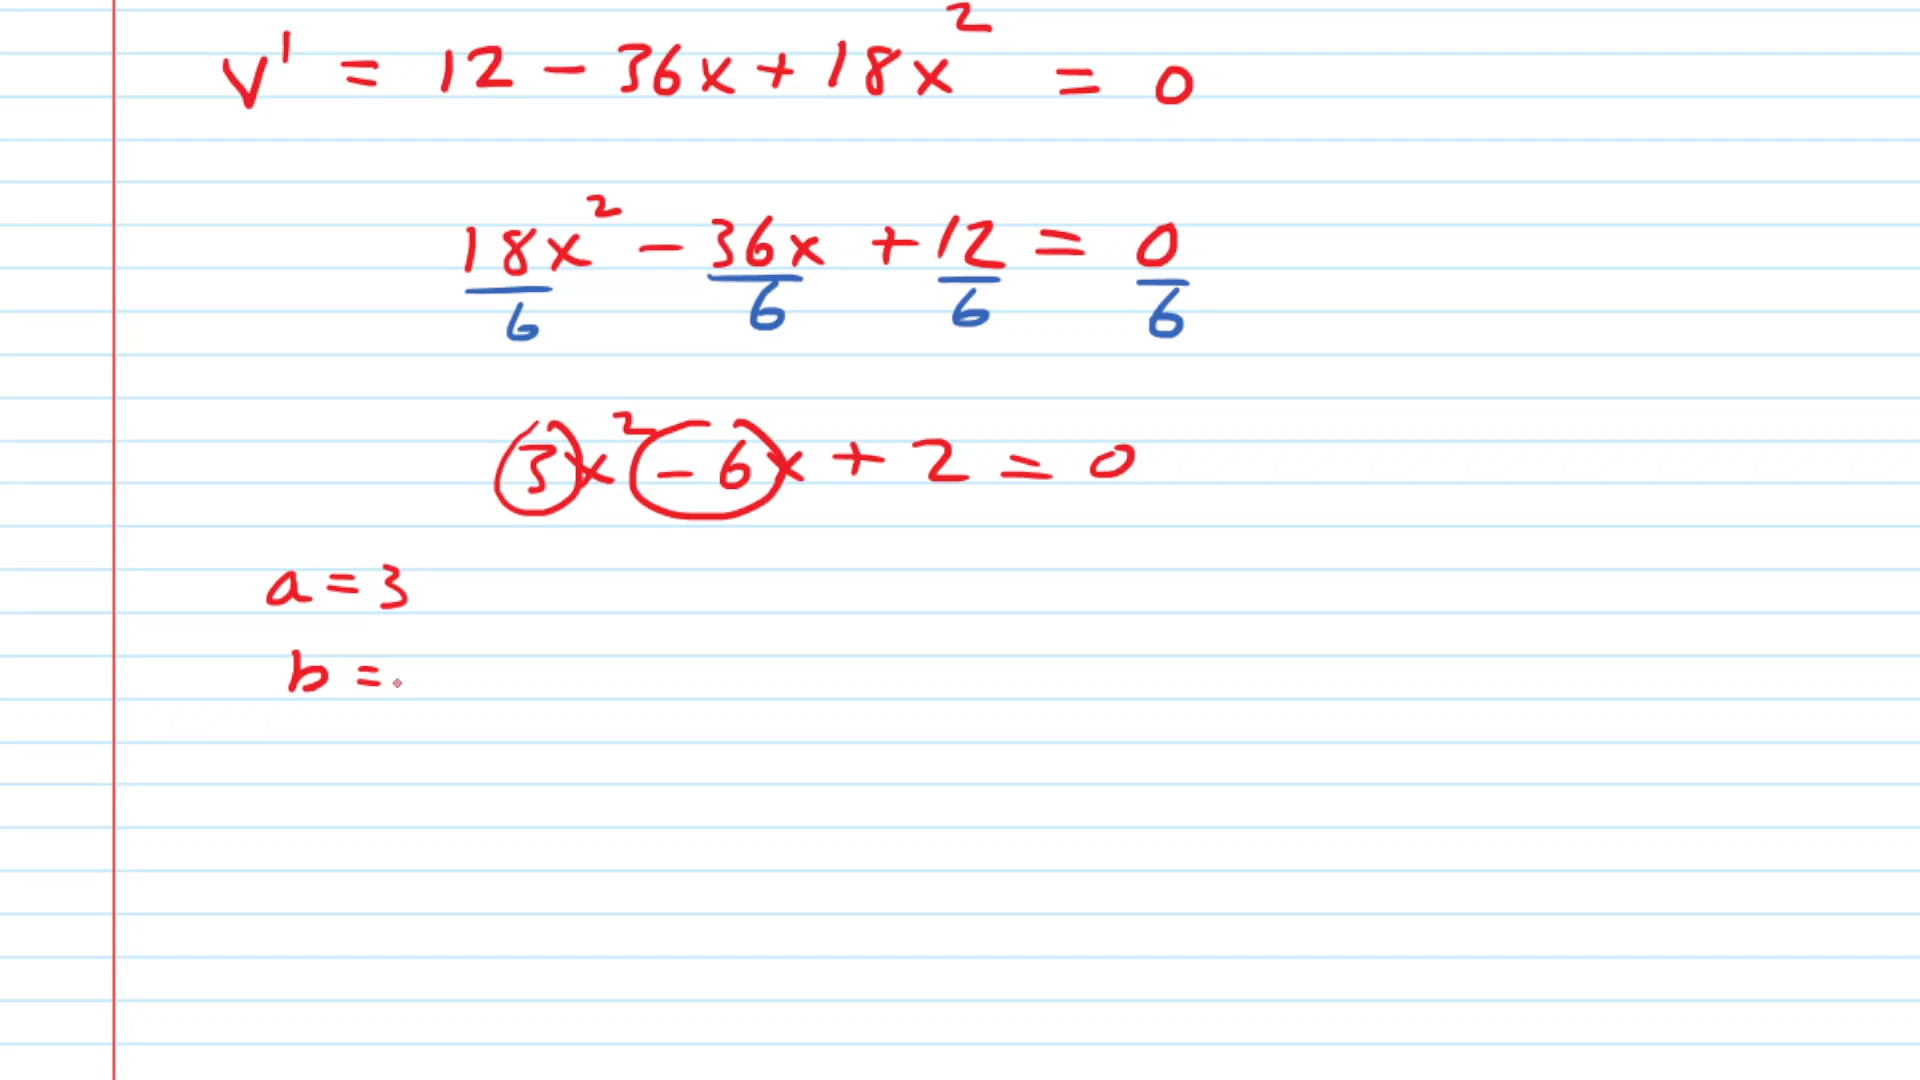 v' = 12 - 36x + 18x² = 0
18x²/6 - 36x/6 + 12/6 = 0/6
3x² - 6x + 2 = 0
a = 3
b =